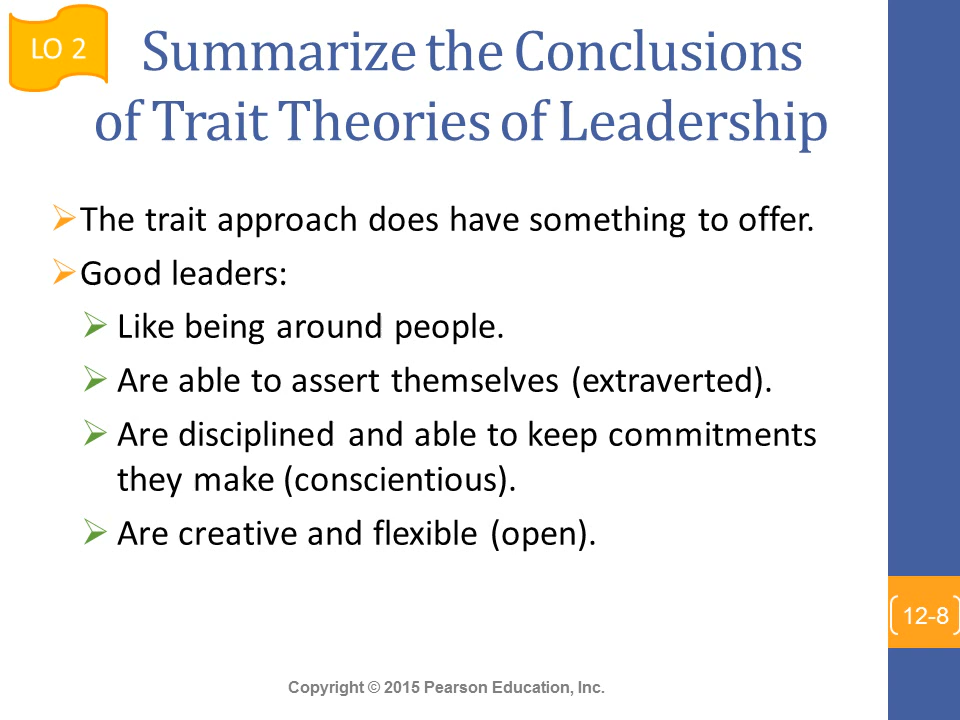 LO 2
Summarize the Conclusions
of Trait Theories of Leadership
The trait approach does have something to offer.
Good leaders:
Like being around people.
Are able to assert themselves (extraverted).
Are disciplined and able to keep commitments
they make (conscientious).
Are creative and flexible (open).
12-8
Copyright © 2015 Pearson Education, Inc.